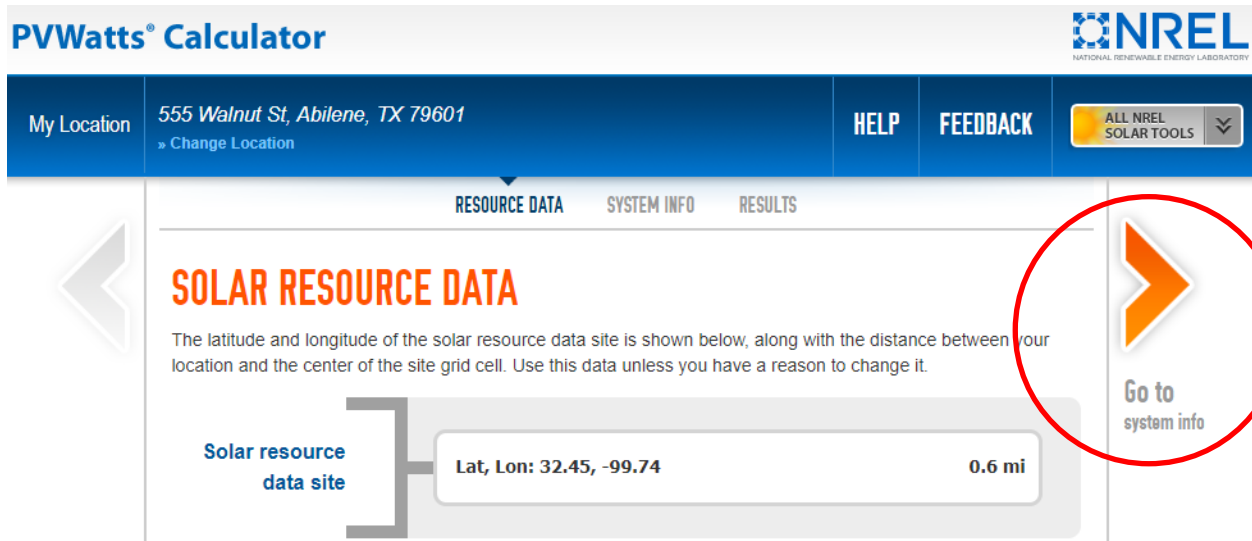 PVWatts® Calculator
NREL
NATIONAL RENEWABLE ENERGY LABORATORY
My Location
555 Walnut St, Abilene, TX 79601
» Change Location
HELP
FEEDBACK
ALL NREL
SOLAR TOOLS
RESOURCE DATA
SYSTEM INFO
RESULTS
SOLAR RESOURCE DATA
The latitude and longitude of the solar resource data site is shown below, along with the distance between your
location and the center of the site grid cell. Use this data unless you have a reason to change it.
Go to
system info
Solar resource
data site
Lat, Lon: 32.45, -99.74
0.6 mi